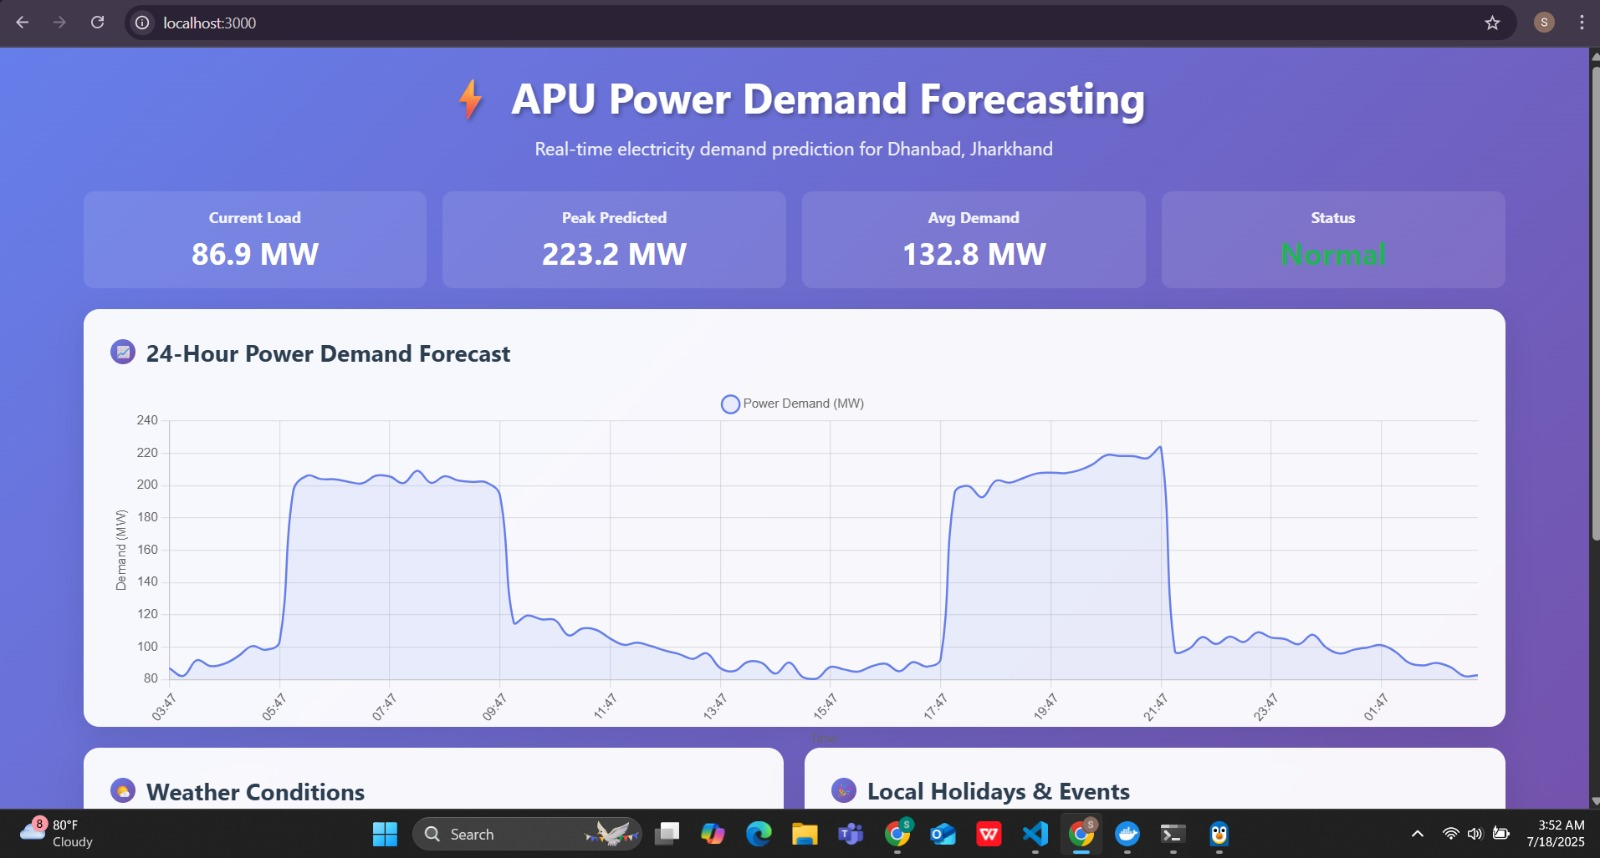 localhost:3000
S
APU Power Demand Forecasting
Real-time electricity demand prediction for Dhanbad, Jharkhand
Current Load
86.9 MW
Peak Predicted
223.2 MW
Avg Demand
132.8 MW
Status
Normal
24-Hour Power Demand Forecast
Power Demand (MW)
Demand (MW)
240
220
200
180
160
140
120
100
80
03:47
05:47
07:47
09:47
11:47
13:47
15:47
17:47
19:47
21:47
23:47
01:47
Time
Weather Conditions
Local Holidays & Events
8
80°F
Cloudy
Search
S
W
S
3:52 AM
7/18/2025